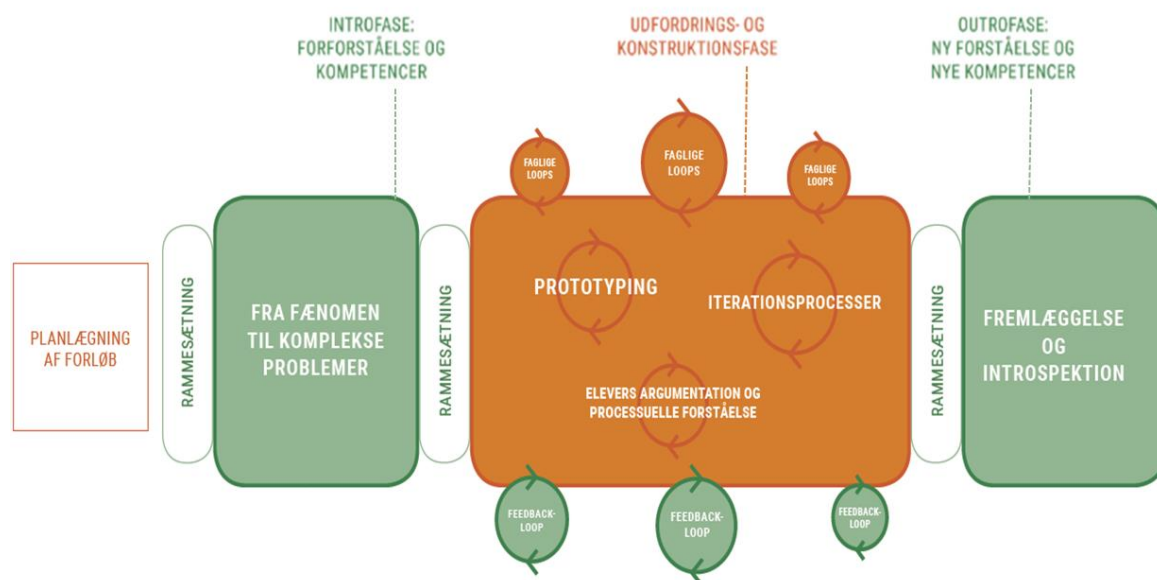 INTROFASE:
FORFORSTÅELSE OG
KOMPETENCER
UDFORDRINGS- OG
KONSTRUKTIONSFASE
OUTROFASE:
NY FORSTÅELSE OG
NYE KOMPETENCER
FAGLIGE
LOOPS
FAGLIGE
LOOPS
FAGLIGE
LOOPS
PLANLÆGNING
AF FORLØB
RAMMESÆTNING
FRA FÆNOMEN
TIL KOMPLEKSE
PROBLEMER
RAMMESÆTNING
PROTOTYPING
ITERATIONSPROCESSER
ELEVERS ARGUMENTATION OG
PROCESSUELLE FORSTÅELSE
RAMMESÆTNING
FREMLÆGGELSE
OG
INTROSPEKTION
FEEDBACK-
LOOP
FEEDBACK-
LOOP
FEEDBACK-
LOOP